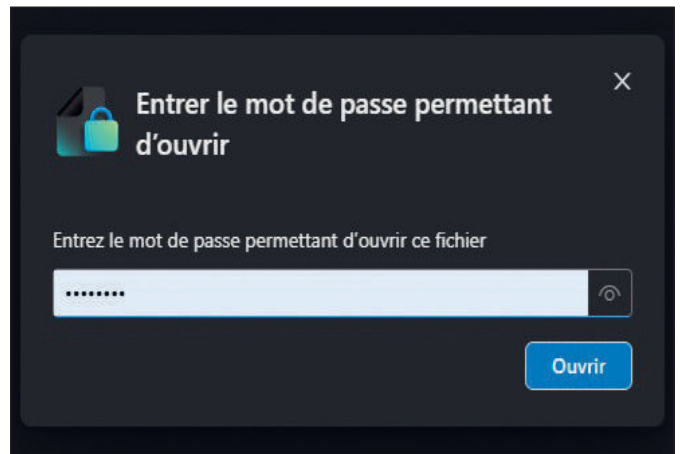 Entrer le mot de passe permettant
d’ouvrir
Entrez le mot de passe permettant d’ouvrir ce fichier
••••••••
Ouvrir